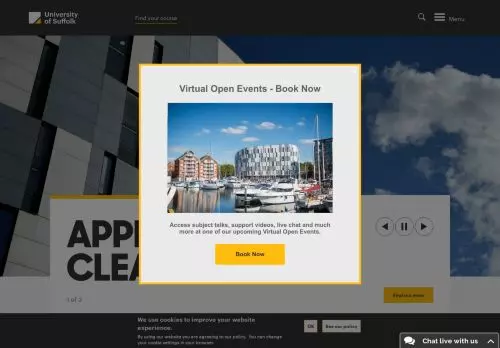 University
of Suffolk
Find your course
Menu
Virtual Open Events - Book Now
Access subject talks, support videos, live chat and much
more at one of our upcoming Virtual Open Events.
Book Now
APP
CLEA
1 of 3
Find out more
We use cookies to improve your website
experience.
By using our website you are agreeing to our policy. You can change
your cookie settings in your browser.
OK
See our policy
Chat live with us